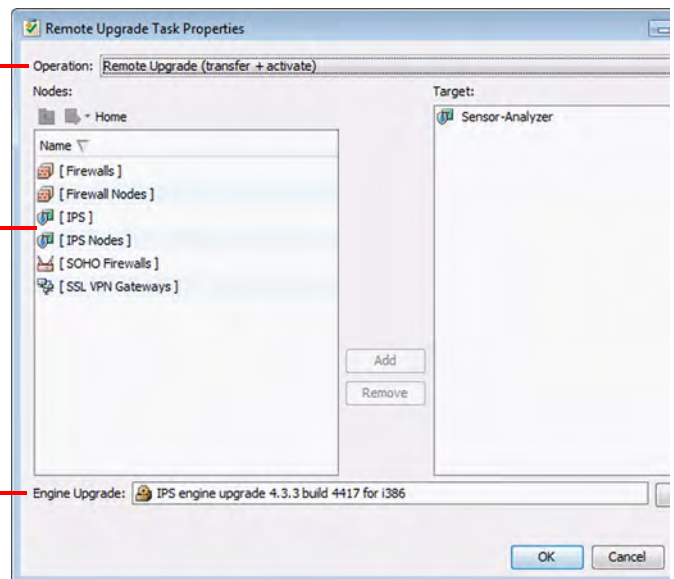 Remote Upgrade Task Properties
Operation: Remote Upgrade (transfer + activate)
Nodes:
Target:
Home
Sensor-Analyzer
Name
[ Firewalls ]
[ Firewall Nodes ]
[ IPS ]
[ IPS Nodes ]
[ SOHO Firewalls ]
[ SSL VPN Gateways ]
Add
Remove
Engine Upgrade: IPS engine upgrade 4.3.3 build 4417 for i386
OK
Cancel